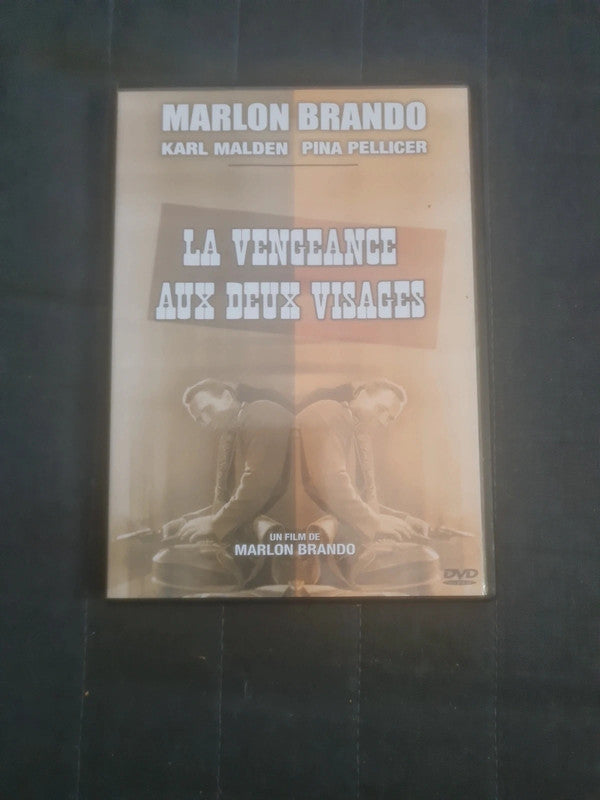 MARLON BRANDO
KARL MALDEN PINA PELLICER
LA VENGEANCE
AUX DEUX VISAGES
UN FILM DE
MARLON BRANDO
DVD